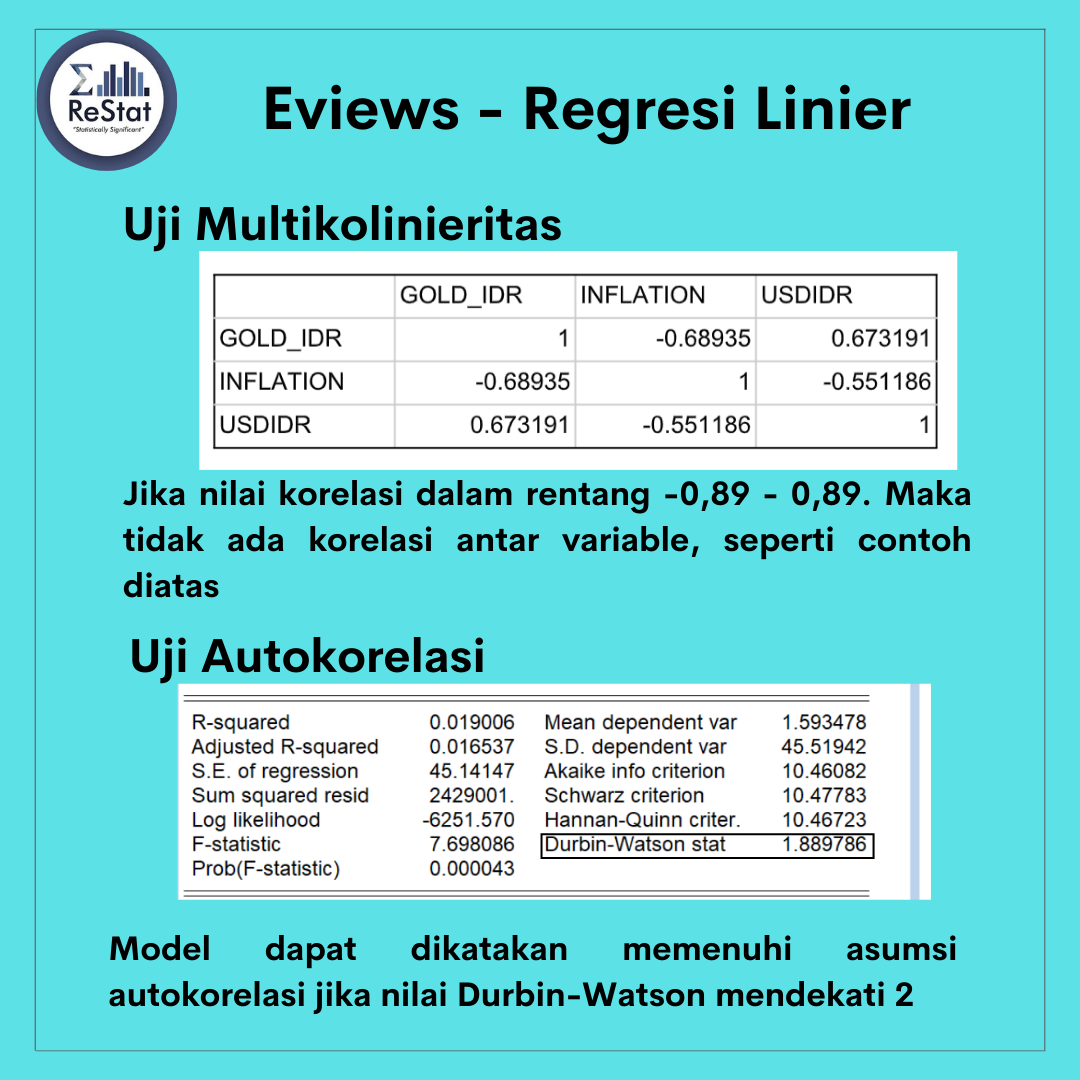 ReStat
"Statistically Significant"
Eviews - Regresi Linier
Uji Multikolinieritas
GOLD_IDR INFLATION USDIDR
GOLD_IDR 1 -0.68935 0.673191
INFLATION -0.68935 1 -0.551186
USDIDR 0.673191 -0.551186 1
Jika nilai korelasi dalam rentang -0,89 - 0,89. Maka
tidak ada korelasi antar variable, seperti contoh
diatas
Uji Autokorelasi
R-squared 0.019006 Mean dependent var 1.593478
Adjusted R-squared 0.016537 S.D. dependent var 45.51942
S.E. of regression 45.14147 Akaike info criterion 10.46082
Sum squared resid 2429001. Schwarz criterion 10.47783
Log likelihood -6251.570 Hannan-Quinn criter. 10.46723
F-statistic 7.698086 Durbin-Watson stat 1.889786
Prob(F-statistic) 0.000043
Model dapat dikatakan memenuhi asumsi
autokorelasi jika nilai Durbin-Watson mendekati 2